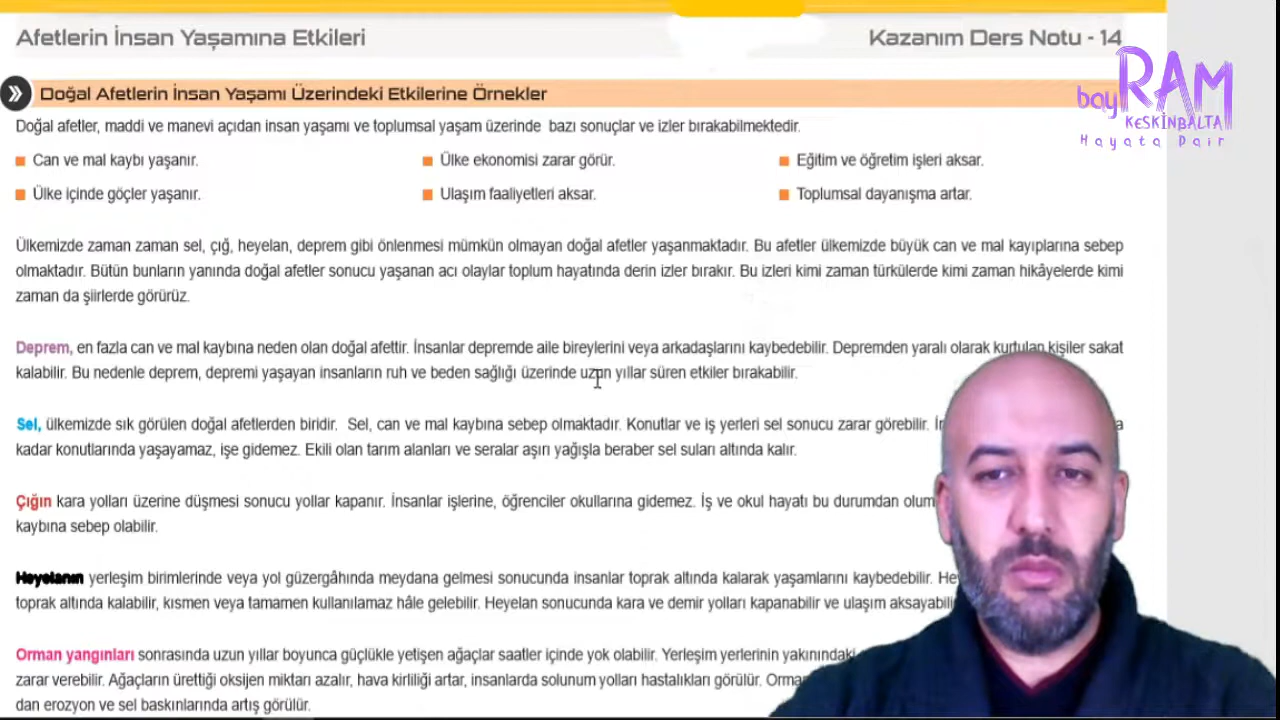 Afetlerin İnsan Yaşamına Etkileri
Kazanım Ders Notu - 14
bayRAM
KESKİNBALTA
Hayata Dair
Doğal Afetlerin İnsan Yaşamı Üzerindeki Etkilerine Örnekler
Doğal afetler, maddi ve manevi açıdan insan yaşamı ve toplumsal yaşam üzerinde bazı sonuçlar ve izler bırakabilmektedir.
Can ve mal kaybı yaşanır.
Ülke ekonomisi zarar görür.
Eğitim ve öğretim işleri aksar.
Ülke içinde göçler yaşanır.
Ulaşım faaliyetleri aksar.
Toplumsal dayanışma artar.
Ülkemizde zaman zaman sel, çığ, heyelan, deprem gibi önlenmesi mümkün olmayan doğal afetler yaşanmaktadır. Bu afetler ülkemizde büyük can ve mal kayıplarına sebep
olmaktadır. Bütün bunların yanında doğal afetler sonucu yaşanan acı olaylar toplum hayatında derin izler bırakır. Bu izleri kimi zaman türkülerde kimi zaman hikâyelerde kimi
zaman da şiirlerde görürüz.
Deprem, en fazla can ve mal kaybına neden olan doğal afettir. İnsanlar depremde aile bireylerini veya arkadaşlarını kaybedebilir. Depremden yaralı olarak kurtulan kişiler sakat
kalabilir. Bu nedenle deprem, depremi yaşayan insanların ruh ve beden sağlığı üzerinde uzun yıllar süren etkiler bırakabilir.
Sel, ülkemizde sık görülen doğal afetlerden biridir. Sel, can ve mal kaybına sebep olmaktadır. Konutlar ve iş yerleri sel sonucu zarar görebilir.
kadar konutlarında yaşayamaz, işe gidemez. Ekili olan tarım alanları ve seralar aşırı yağışla beraber sel suları altında kalır.
Çığın kara yolları üzerine düşmesi sonucu yollar kapanır. İnsanlar işlerine, öğrenciler okullarına gidemez. İş ve okul hayatı bu durumdan
kaybına sebep olabilir.
Heyelanın yerleşim birimlerinde veya yol güzergâhında meydana gelmesi sonucunda insanlar toprak altında kalarak yaşamlarını kaybedebilir.
toprak altında kalabilir, kısmen veya tamamen kullanılamaz hâle gelebilir. Heyelan sonucunda kara ve demir yolları kapanabilir ve ulaşım
Orman yangınları sonrasında uzun yıllar boyunca güçlükle yetişen ağaçlar saatler içinde yok olabilir. Yerleşim yerlerinin yakınındaki
zarar verebilir. Ağaçların ürettiği oksijen miktarı azalır, hava kirliliği artar, insanlarda solunum yolları hastalıkları görülür.
dan erozyon ve sel baskınlarında artış görülür.